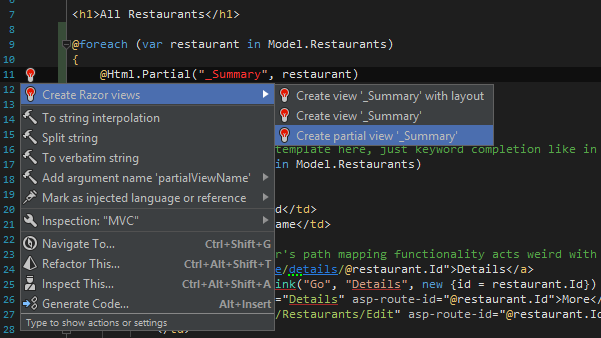 6
7 <h1>All Restaurants</h1>
8
9 @foreach (var restaurant in Model.Restaurants)
10 {
11 @Html.Partial("_Summary", restaurant)
12 Create Razor views
Create view '_Summary' with layout
13 To string interpolation
Create view '_Summary'
14 Split string
Create partial view '_Summary'
15 To verbatim string
template here, just keyword completion like in
16 Add argument name 'partialViewName'
in Model.Restaurants)
17 Mark as injected language or reference
18 Inspection: "MVC"
d</td>
19 ame</td>
20 Navigate To... Ctrl+Shift+G
21 Refactor This... Ctrl+Alt+Shift+T
r's path mapping functionality acts weird with
24 Inspect This... Ctrl+Shift+Alt+A
e/details/@restaurant.Id">Details</a>
25 ink("Go", "Details", new {id = restaurant.Id})
26 Generate Code... Alt+Insert
="Details" asp-route-id="@restaurant.Id">More</
27 Type to show actions or settings
/Restaurants/Edit" asp-route-id="@restaurant.Id
28 </td>